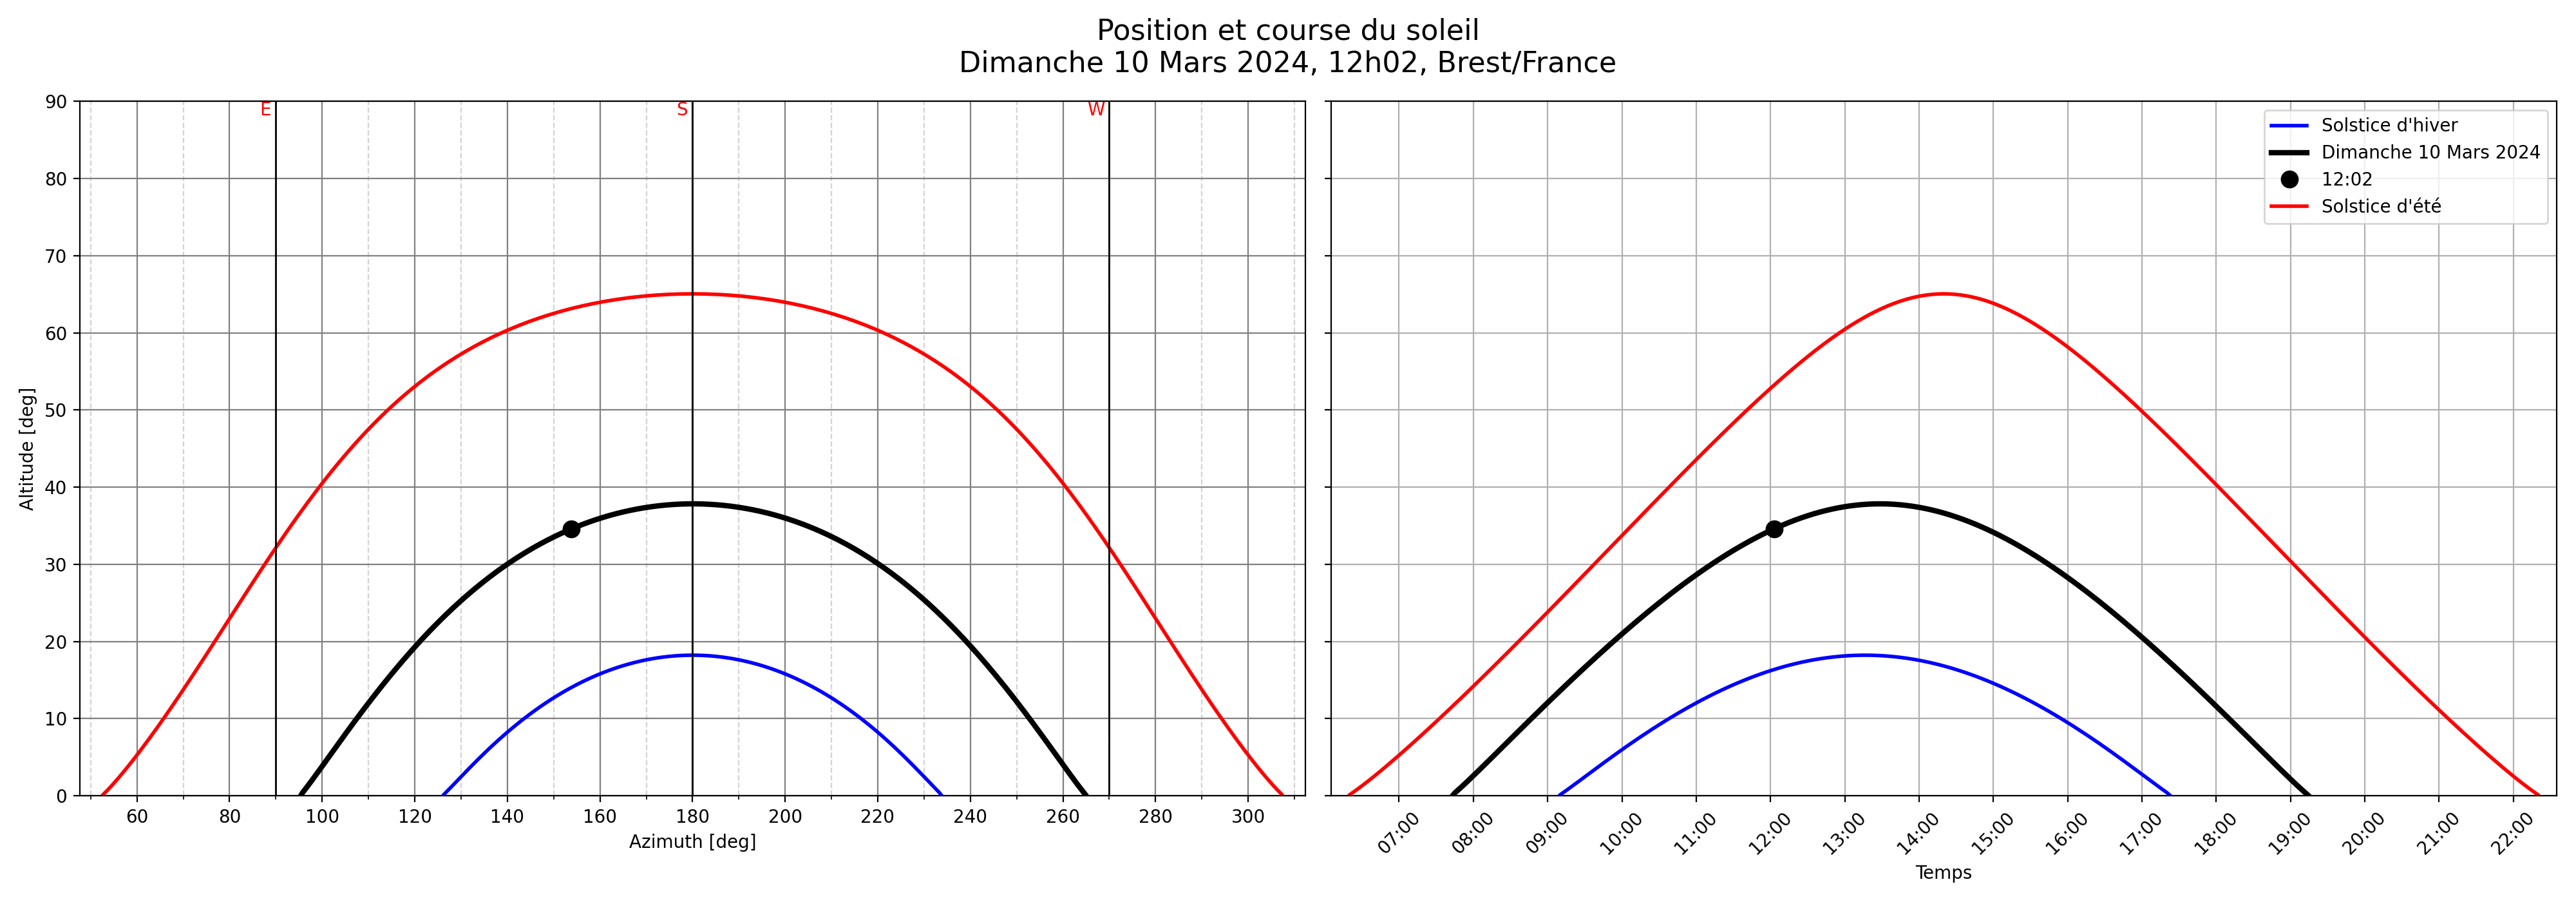 Position et course du soleil
Dimanche 10 Mars 2024, 12h02, Brest/France
E
S
W
90
80
70
60
50
40
30
20
10
0
Altitude [deg]
60 80 100 120 140 160 180 200 220 240 260 280 300
Azimuth [deg]
Solstice d'hiver
Dimanche 10 Mars 2024
12:02
Solstice d'été
07:00 08:00 09:00 10:00 11:00 12:00 13:00 14:00 15:00 16:00 17:00 18:00 19:00 20:00 21:00 22:00
Temps